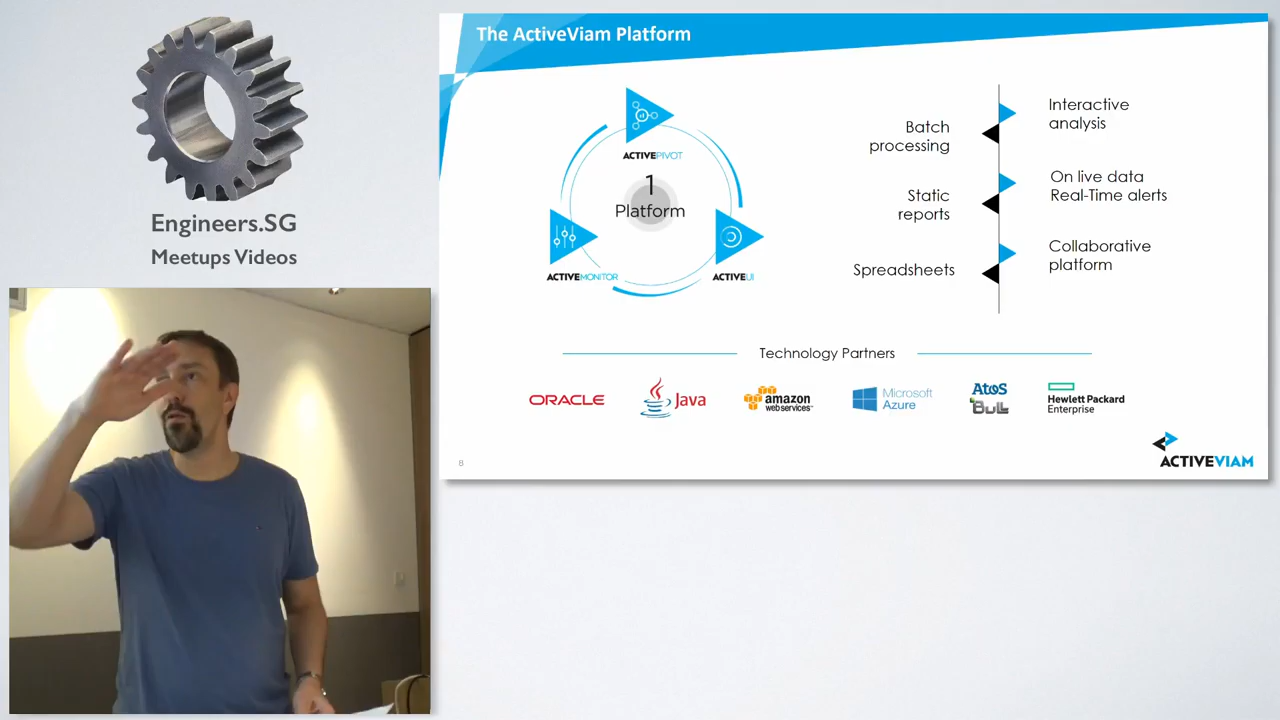 Engineers.SG
Meetups Videos
The ActiveViam Platform
ACTIVEPIVOT
1
Platform
ACTIVEMONITOR
ACTIVEUI
Batch
processing
Static
reports
Spreadsheets
Interactive
analysis
On live data
Real-Time alerts
Collaborative
platform
Technology Partners
ORACLE
Java
amazon
web services
Microsoft
Azure
Atos
Bull
Hewlett Packard
Enterprise
8
ACTIVEVIAM